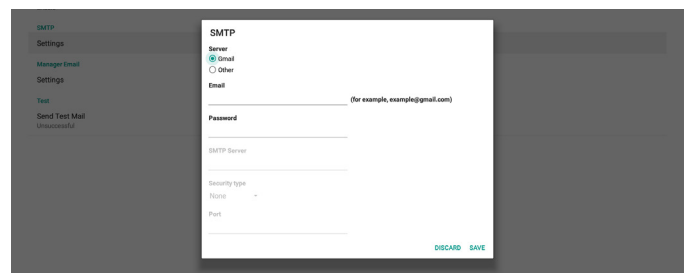 SMTP
Settings
Manager Email
Settings
Test
Send Test Mail
Unsuccessful
SMTP
Server
Gmail
Other
Email
(for example, example@gmail.com)
Password
SMTP Server
Security type
None
Port
DISCARD SAVE